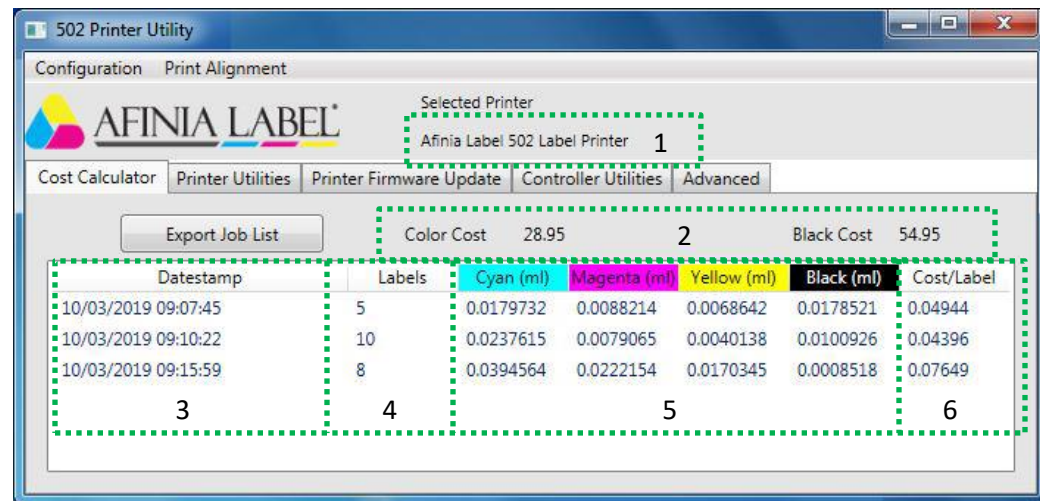 502 Printer Utility
Configuration Print Alignment
AFINIA LABEL
Selected Printer
Afinia Label 502 Label Printer 1
Cost Calculator Printer Utilities Printer Firmware Update Controller Utilities Advanced
Export Job List Color Cost 28.95 2 Black Cost 54.95
Datestamp Labels Cyan (ml) Magenta (ml) Yellow (ml) Black (ml) Cost/Label
10/03/2019 09:07:45 5 0.0179732 0.0088214 0.0068642 0.0178521 0.04944
10/03/2019 09:10:22 10 0.0237615 0.0079065 0.0040138 0.0100926 0.04396
10/03/2019 09:15:59 8 0.0394564 0.0222154 0.0170345 0.0008518 0.07649
3 4 5 6